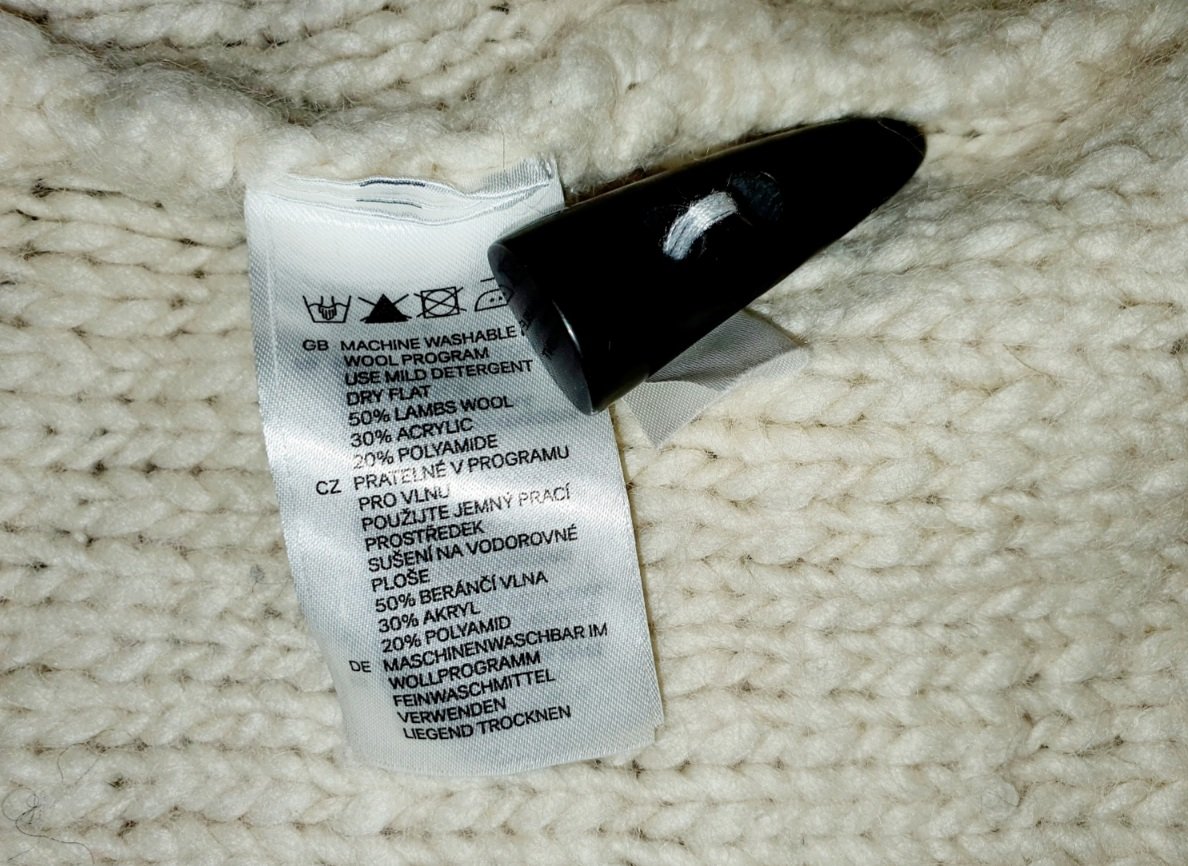 GB MACHINE WASHABLE
WOOL PROGRAM
USE MILD DETERGENT
DRY FLAT
50% LAMBS WOOL
30% ACRYLIC
20% POLYAMIDE
CZ PRATELNÉ V PROGRAMU
PRO VLNU
POUŽIJTE JEMNÝ PRACÍ
PROSTŘEDEK
SUŠENÍ NA VODOROVNÉ
PLOŠE
50% BERÁNČÍ VLNA
30% AKRYL
20% POLYAMID
DE MASCHINENWASCHBAR IM
WOLLPROGRAMM
FEINWASCHMITTEL
VERWENDEN
LIEGEND TROCKNEN